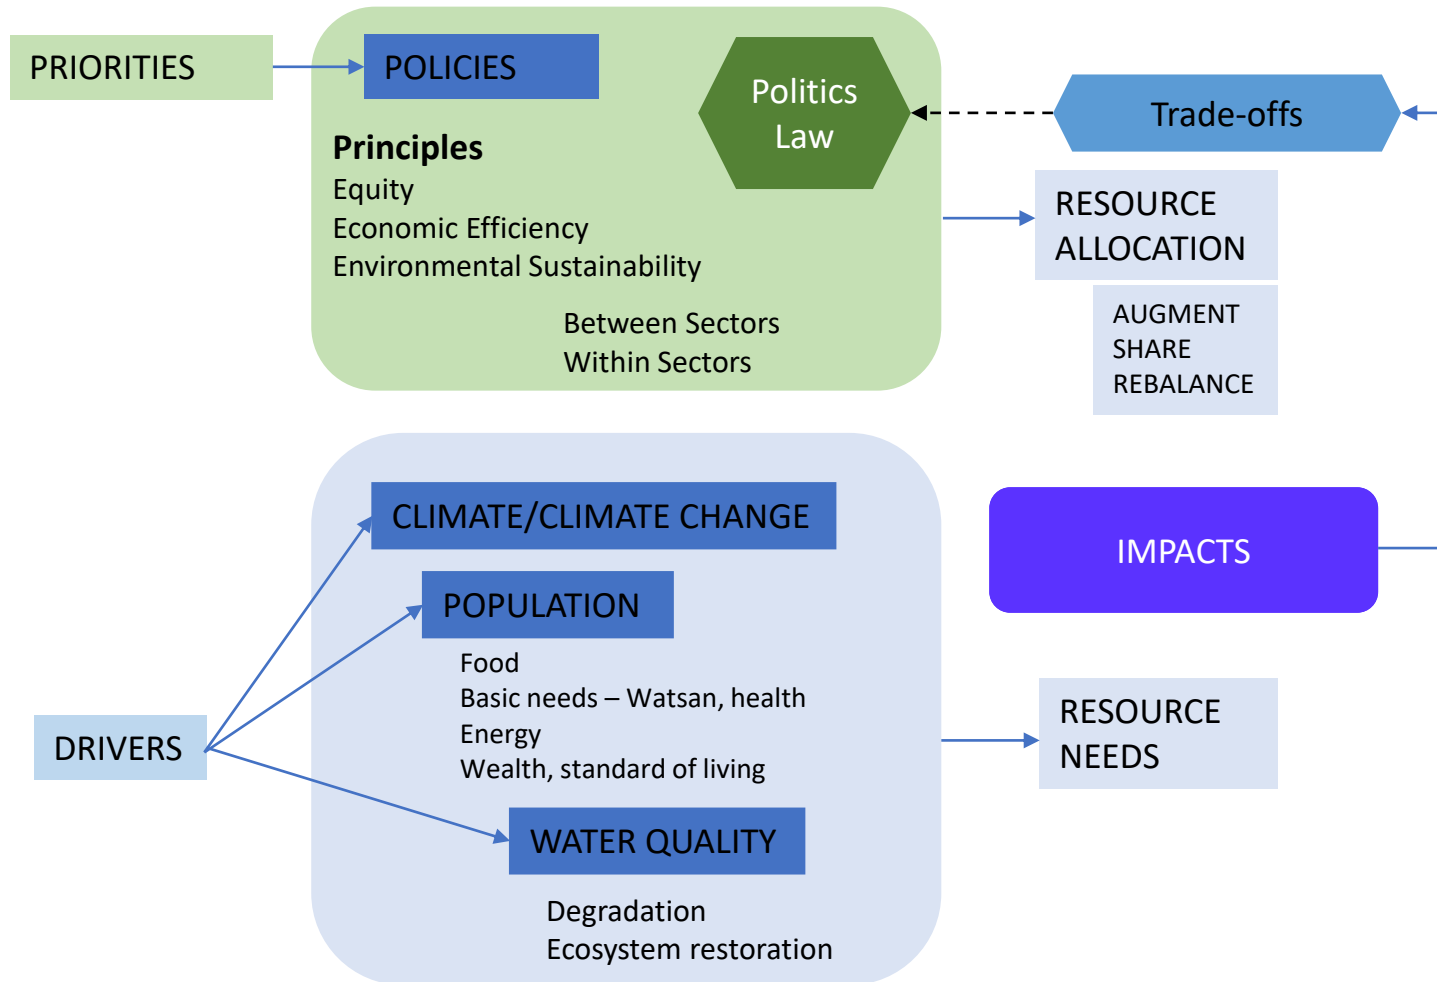 PRIORITIES
POLICIES
Politics
Law
Trade-offs
Principles
Equity
Economic Efficiency
Environmental Sustainability
Between Sectors
Within Sectors
RESOURCE
ALLOCATION
AUGMENT
SHARE
REBALANCE
CLIMATE/CLIMATE CHANGE
IMPACTS
POPULATION
Food
Basic needs – Watsan, health
Energy
Wealth, standard of living
DRIVERS
RESOURCE
NEEDS
WATER QUALITY
Degradation
Ecosystem restoration